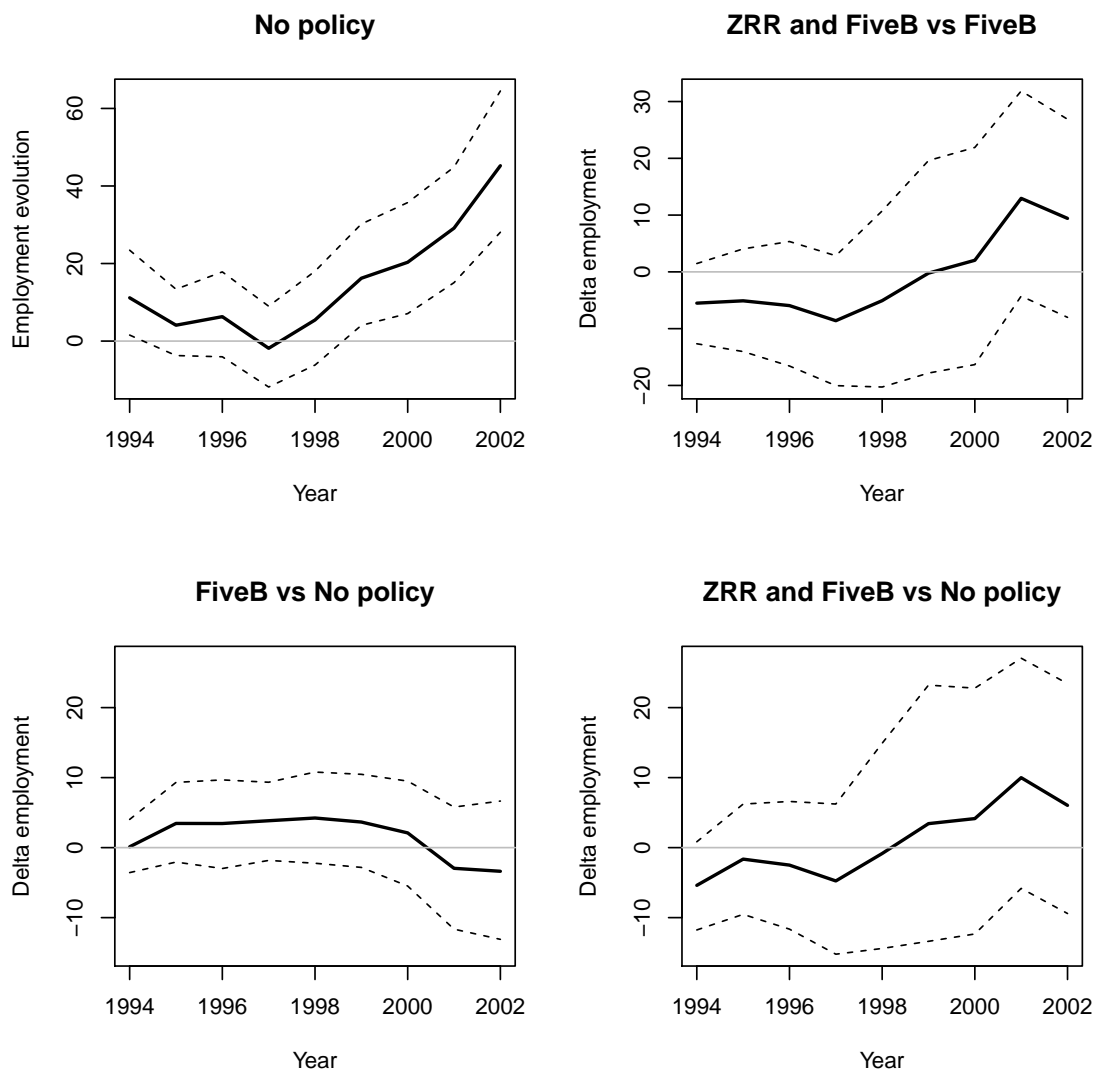 No policy
Employment evolution
60
40
20
0
1994 1996 1998 2000 2002
Year
ZRR and FiveB vs FiveB
Delta employment
30
20
10
0
−20
1994 1996 1998 2000 2002
Year
FiveB vs No policy
Delta employment
20
10
0
−10
1994 1996 1998 2000 2002
Year
ZRR and FiveB vs No policy
Delta employment
20
10
0
−10
1994 1996 1998 2000 2002
Year